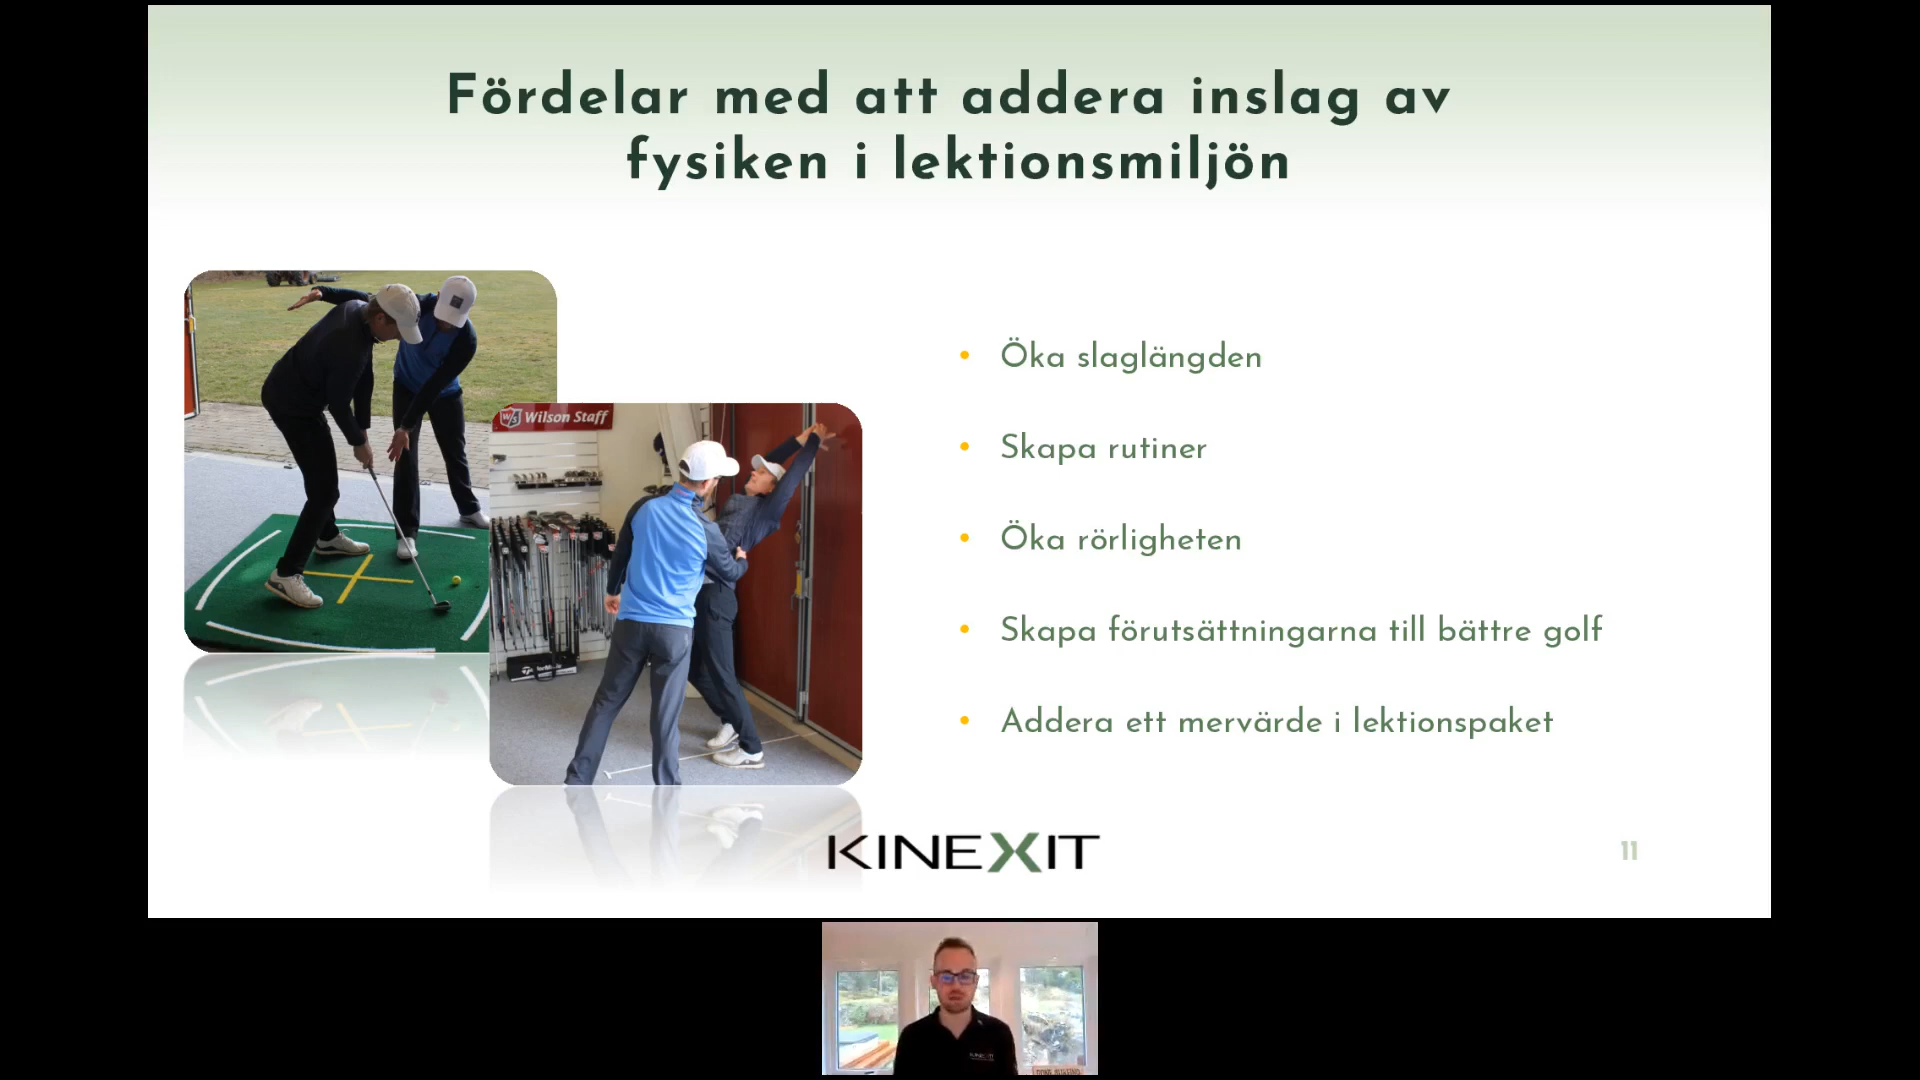 Fördelar med att addera inslag av
fysiken i lektionsmiljön
Wilson Staff
• Öka slaglängden
• Skapa rutiner
• Öka rörligheten
• Skapa förutsättningarna till bättre golf
• Addera ett mervärde i lektionspaket
KINEXIT
11